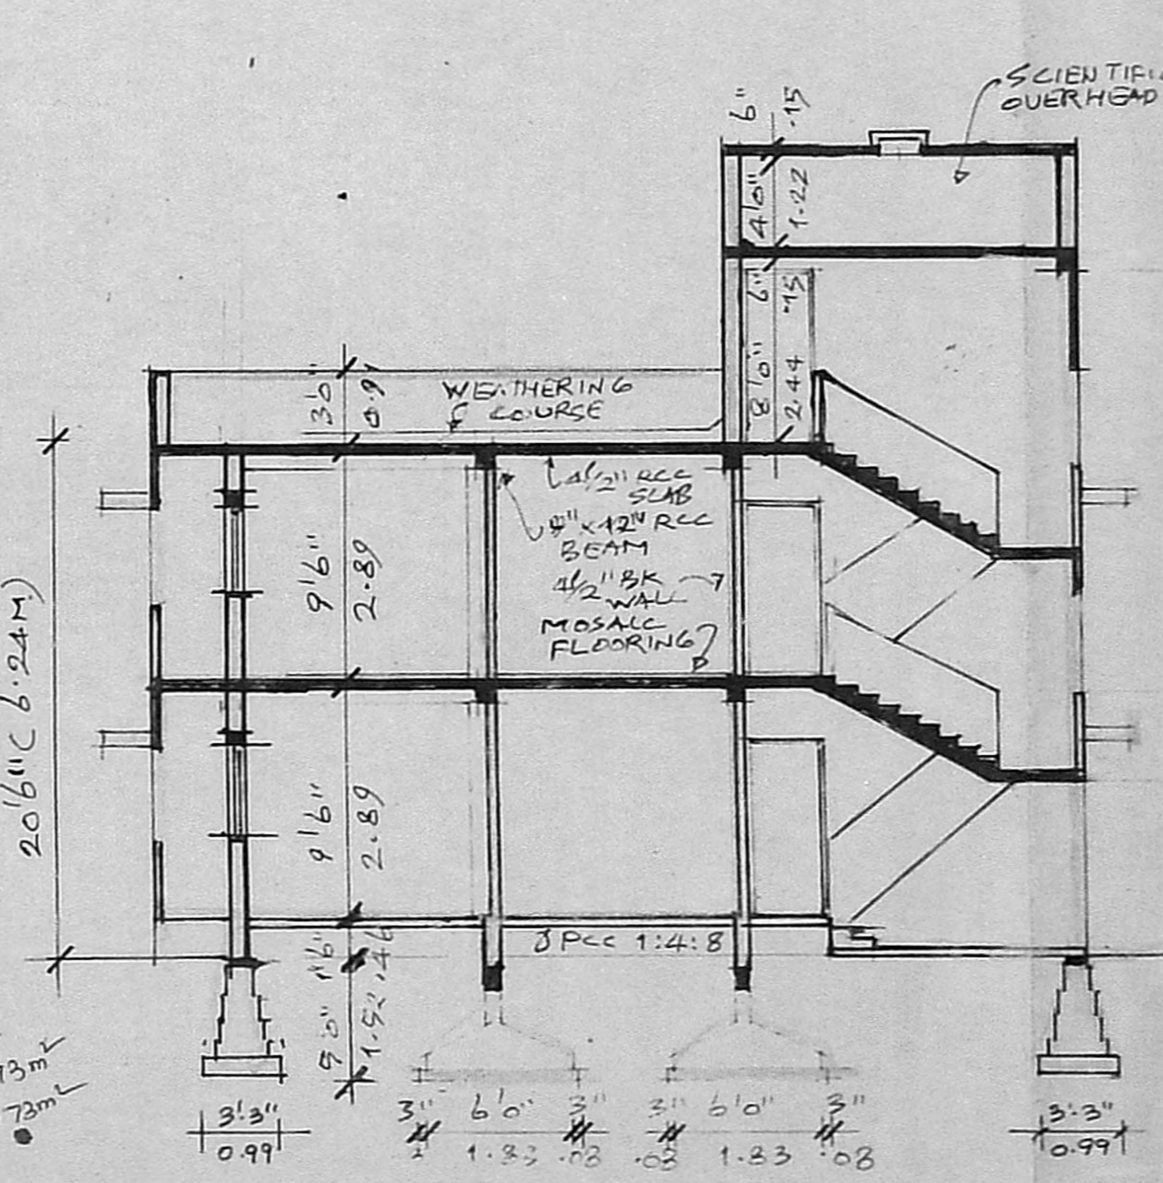 SCIENTIFIC
OVERHEAD
6"
.15
4'0"
1.22
6"
.15
8'0"
2.44
3'0"
0.91
WEATHERING
COURSE
4½" RCC
SLAB
9" x 12" RCC
BEAM
4½" BK
WALL
MOSAIC
FLOORING
9'6"
2.89
20'6" ( 6.24M)
9'6"
2.89
PCC 1:4:8
1'6"
.46
5'0"
1.52
73m²
73m²
3'3"
0.99
3" 6'0" 3"
1.83 .08
3" 6'0" 3"
.08 1.83 .08
3'3"
0.99